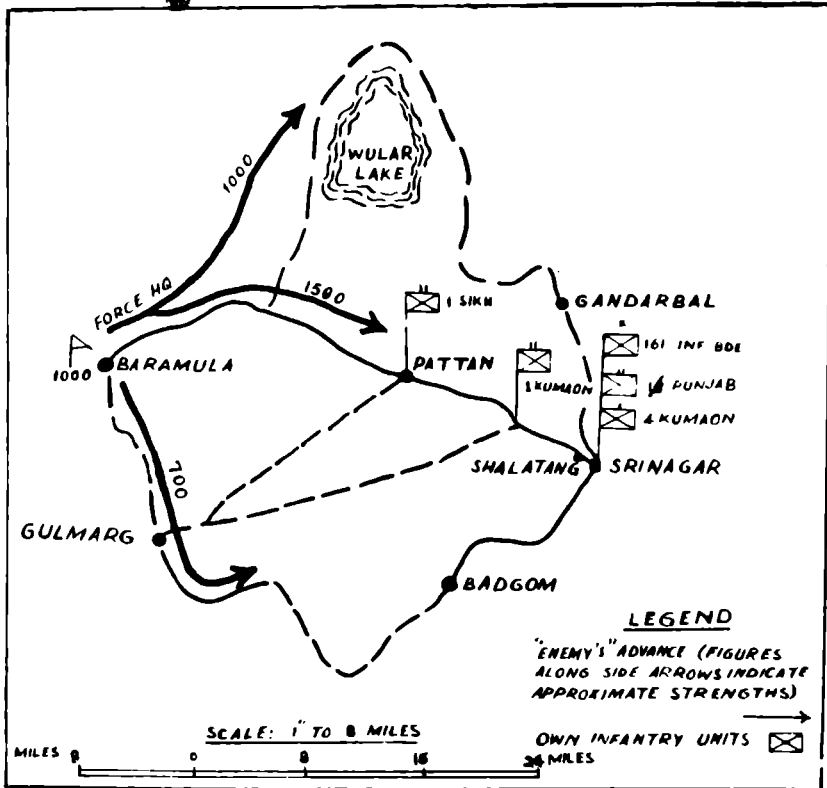 WULAR
LAKE
1000
FORCE HQ
1500
1 SIKH
GANDARBAL
161 INF BDE
PUNJAB
4 KUMAON
1 KUMAON
1000
BARAMULA
PATTAN
SHALATANG
SRINAGAR
700
GULMARG
BADGOM
LEGEND
"ENEMY'S" ADVANCE (FIGURES
ALONG SIDE ARROWS INDICATE
APPROXIMATE STRENGTHS)
OWN INFANTRY UNITS
SCALE: 1" TO 8 MILES
MILES 8 0 8 16 24 MILES